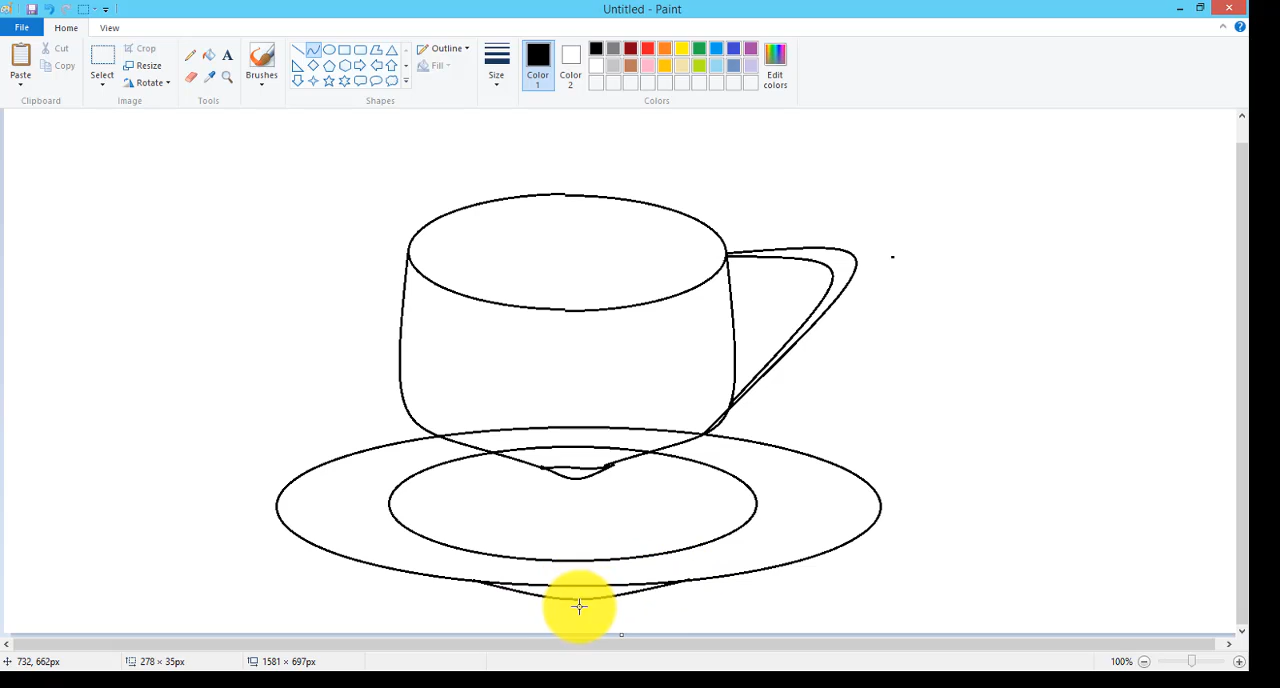 Untitled - Paint
File Home View
Paste
Cut
Copy
Clipboard
Select
Crop
Resize
Rotate
Image
A
Tools
Brushes
Shapes
Outline
Fill
Size
Color 1
Color 2
Edit colors
Colors
732, 662px
278 × 35px
1581 × 697px
100%